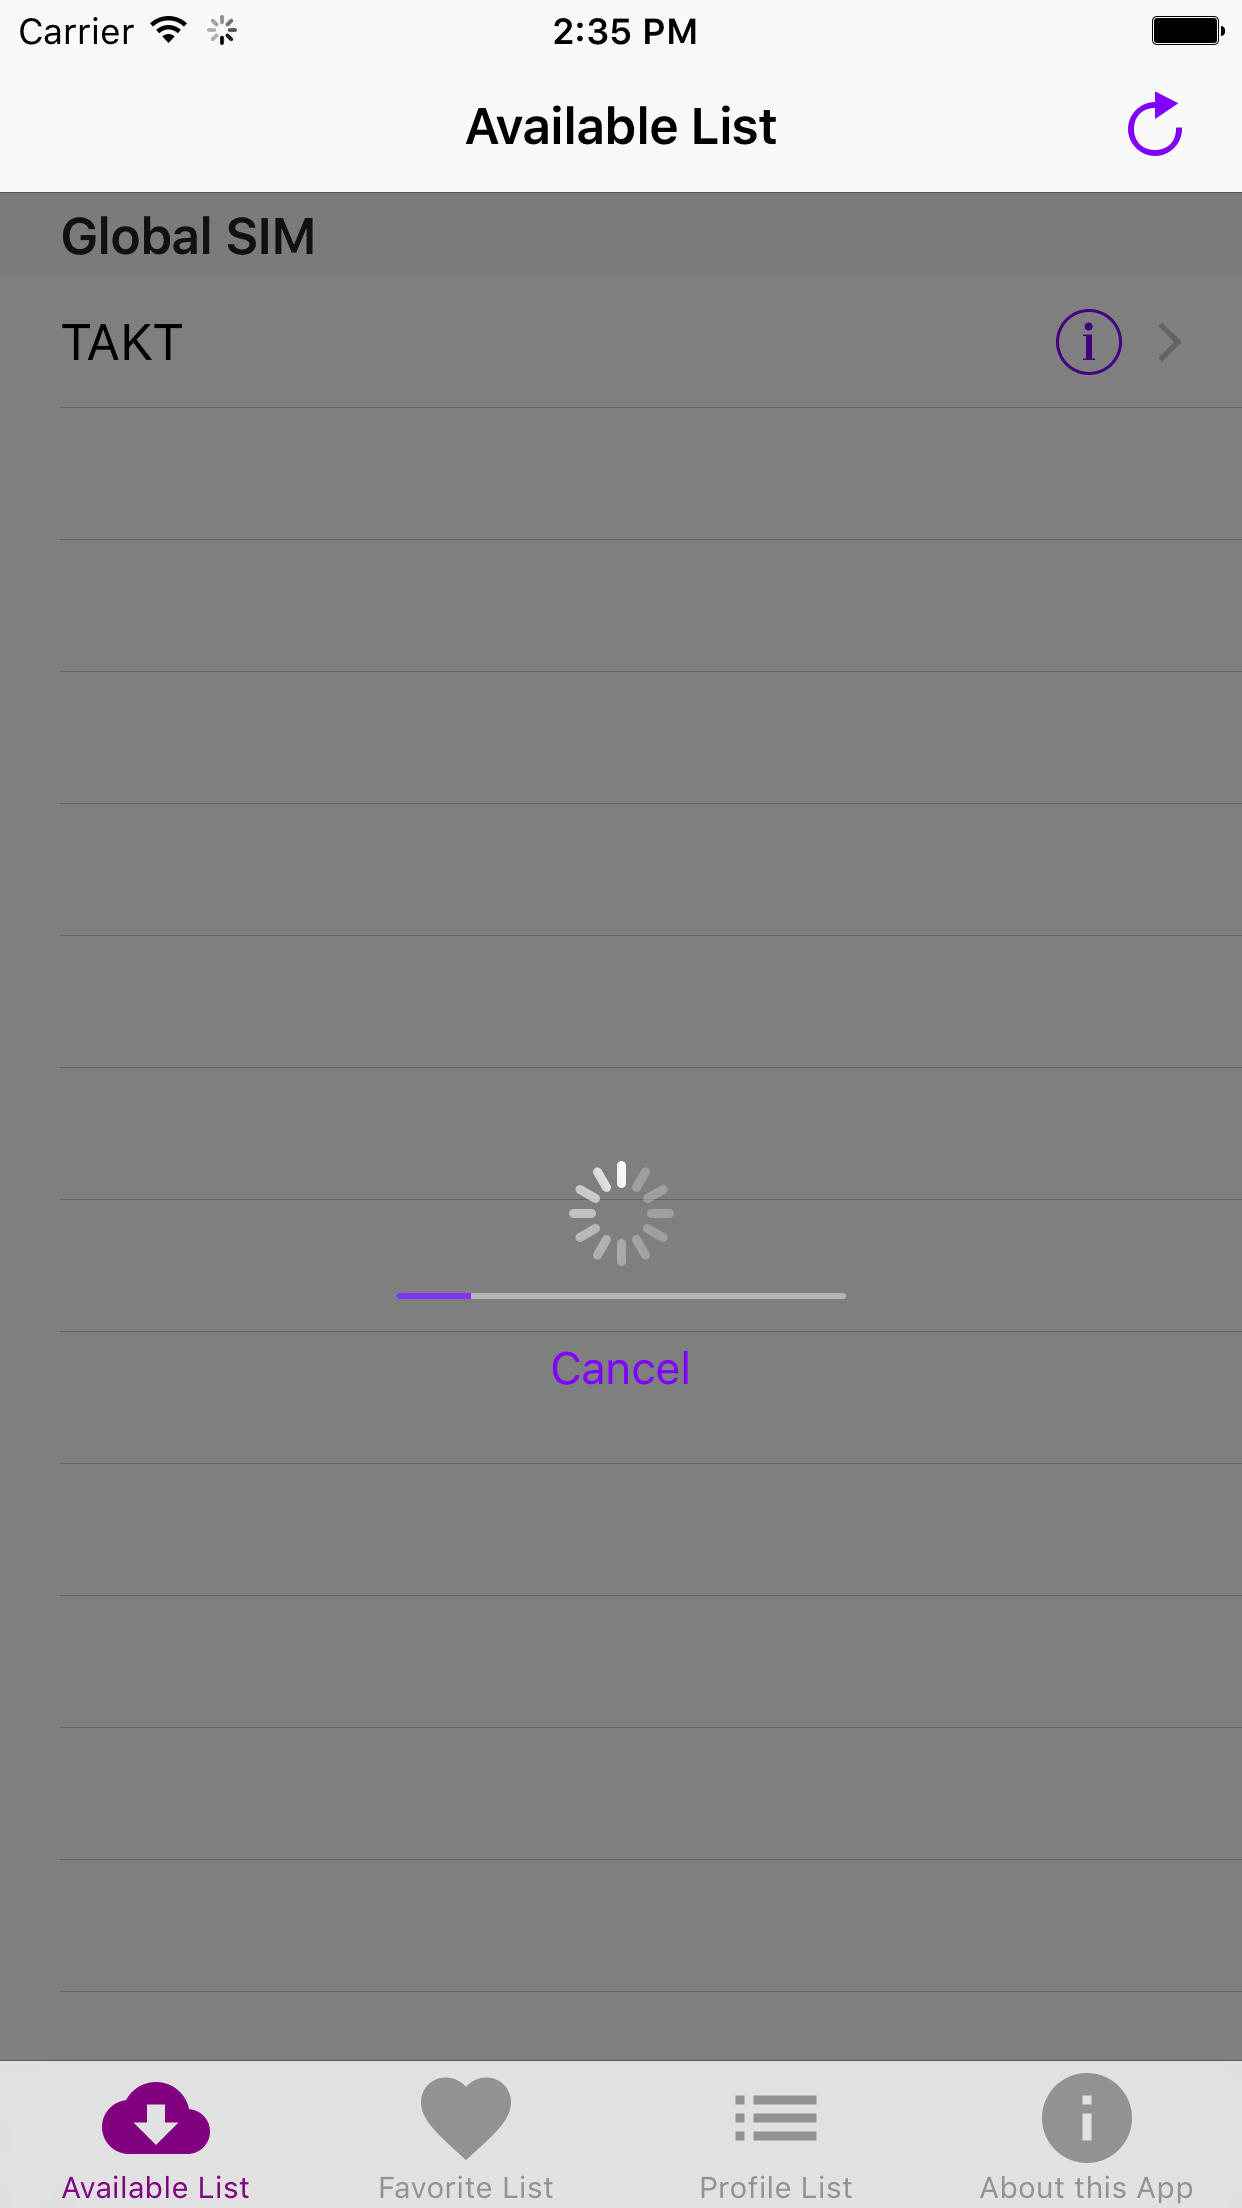 Carrier 2:35 PM
Available List
Global SIM
TAKT
Cancel
Available List Favorite List Profile List About this App